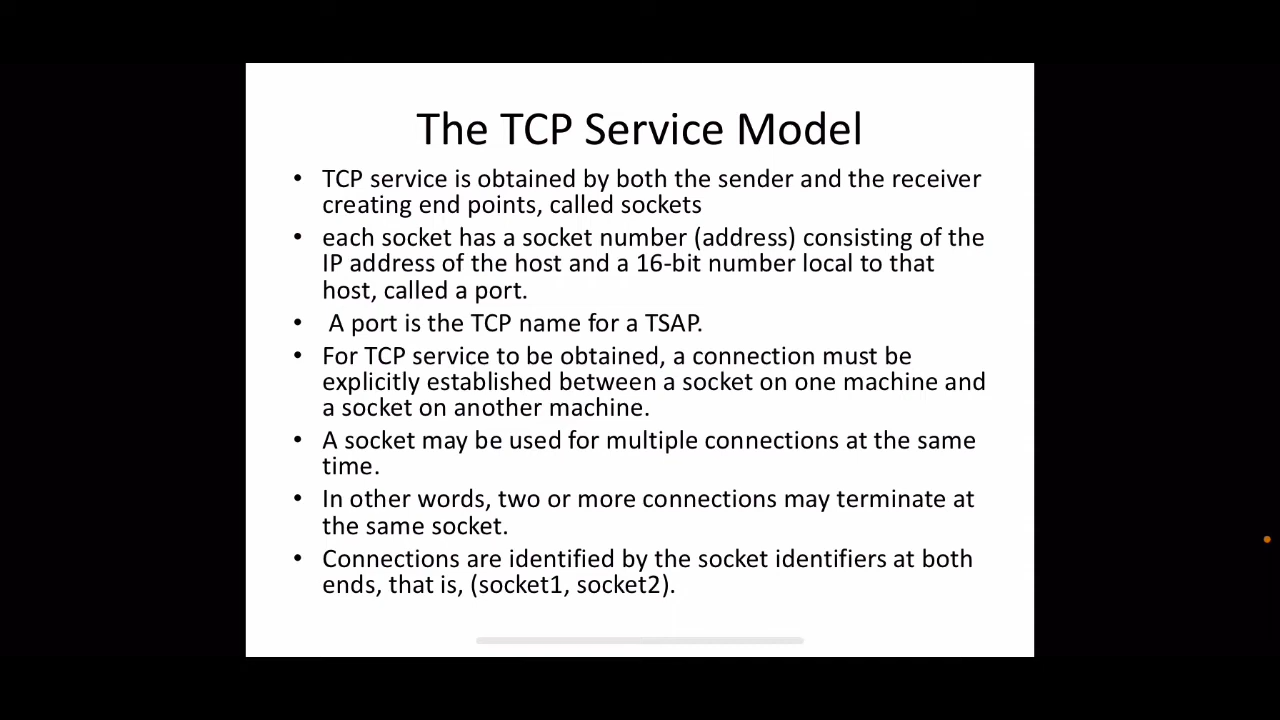 The TCP Service Model
• TCP service is obtained by both the sender and the receiver
creating end points, called sockets
• each socket has a socket number (address) consisting of the
IP address of the host and a 16-bit number local to that
host, called a port.
• A port is the TCP name for a TSAP.
• For TCP service to be obtained, a connection must be
explicitly established between a socket on one machine and
a socket on another machine.
• A socket may be used for multiple connections at the same
time.
• In other words, two or more connections may terminate at
the same socket.
• Connections are identified by the socket identifiers at both
ends, that is, (socket1, socket2).